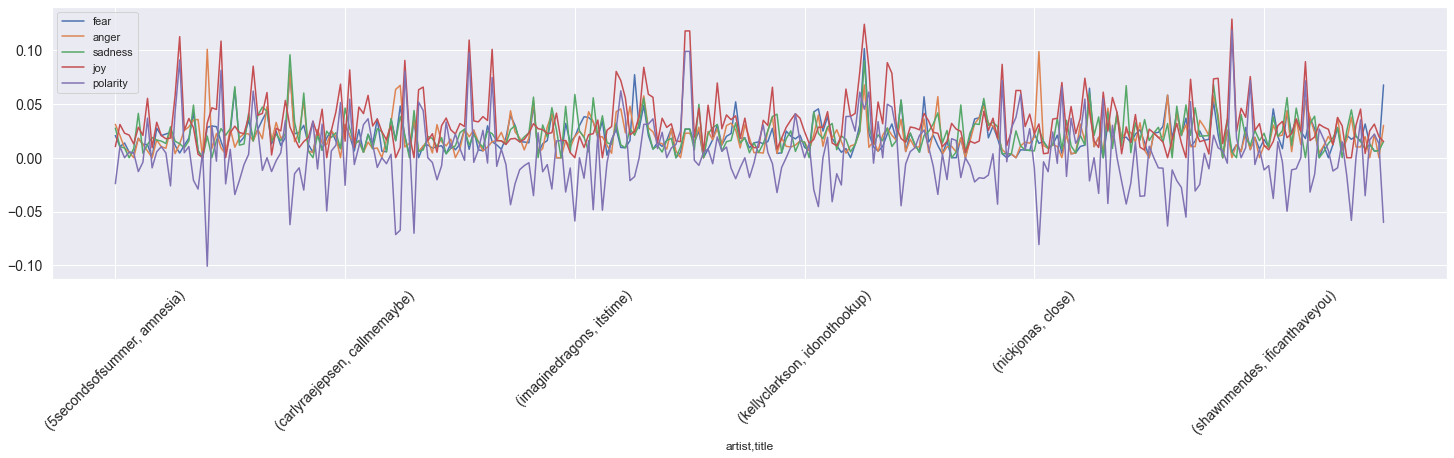 fear
anger
sadness
joy
polarity
0.10
0.05
0.00
−0.05
−0.10
(5secondsofsummer, amnesia)
(carlyraejepsen, callmemaybe)
(imaginedragons, itstime)
(kellyclarkson, idonothookup)
(nickjonas, close)
(shawnmendes, ificanthaveyou)
artist,title